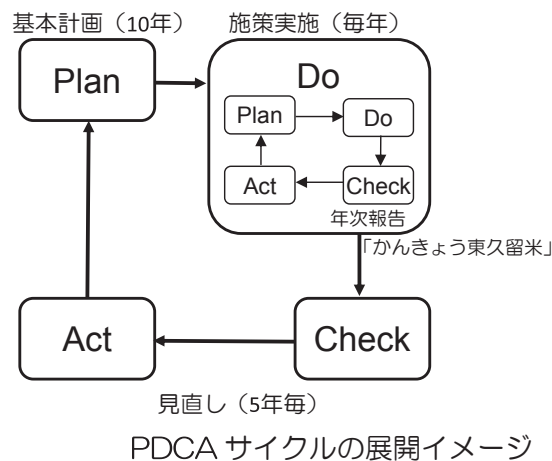 基本計画（10年）
施策実施（毎年）
Plan
Do
Plan
Do
Act
Check
年次報告
「かんきょう東久留米」
Act
Check
見直し（5年毎）
PDCA サイクルの展開イメージ